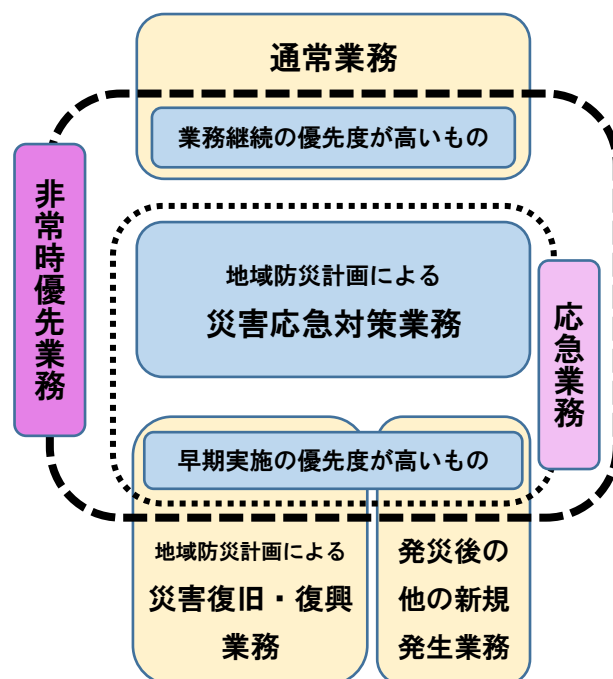 通常業務
業務継続の優先度が高いもの
非常時優先業務
地域防災計画による
災害応急対策業務
応急業務
早期実施の優先度が高いもの
地域防災計画による
災害復旧・復興
業務
発災後の
他の新規
発生業務